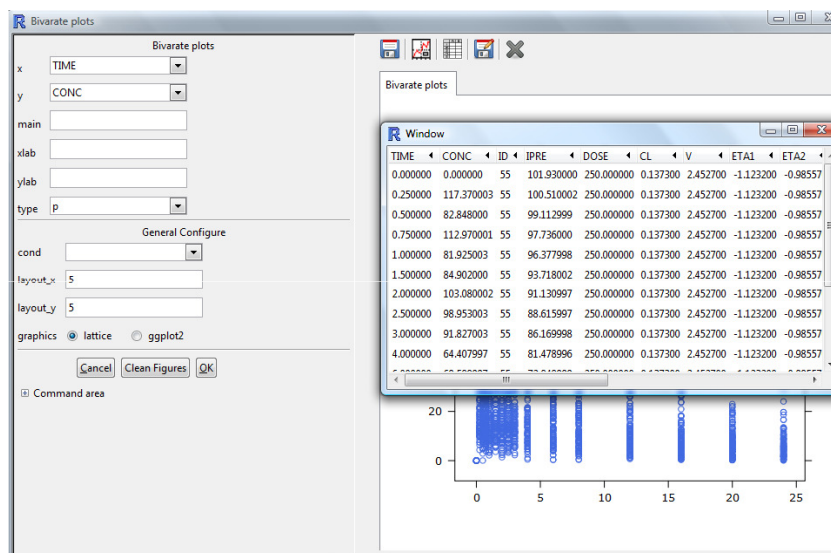 Bivarate plots
Bivarate plots
x TIME
y CONC
main
xlab
ylab
type p
General Configure
cond
layout_x 5
layout_y 5
graphics lattice ggplot2
Cancel Clean Figures OK
Command area
Bivarate plots
Window
TIME CONC ID IPRE DOSE CL V ETA1 ETA2
0.000000 0.000000 55 101.930000 250.000000 0.137300 2.452700 -1.123200 -0.98557
0.250000 117.370003 55 100.510002 250.000000 0.137300 2.452700 -1.123200 -0.98557
0.500000 82.848000 55 99.112999 250.000000 0.137300 2.452700 -1.123200 -0.98557
0.750000 112.970001 55 97.736000 250.000000 0.137300 2.452700 -1.123200 -0.98557
1.000000 81.925003 55 96.377998 250.000000 0.137300 2.452700 -1.123200 -0.98557
1.500000 84.902000 55 93.718002 250.000000 0.137300 2.452700 -1.123200 -0.98557
2.000000 103.080002 55 91.130997 250.000000 0.137300 2.452700 -1.123200 -0.98557
2.500000 98.953003 55 88.615997 250.000000 0.137300 2.452700 -1.123200 -0.98557
3.000000 91.827003 55 86.169998 250.000000 0.137300 2.452700 -1.123200 -0.98557
4.000000 64.407997 55 81.478996 250.000000 0.137300 2.452700 -1.123200 -0.98557
20
0
0 5 10 15 20 25